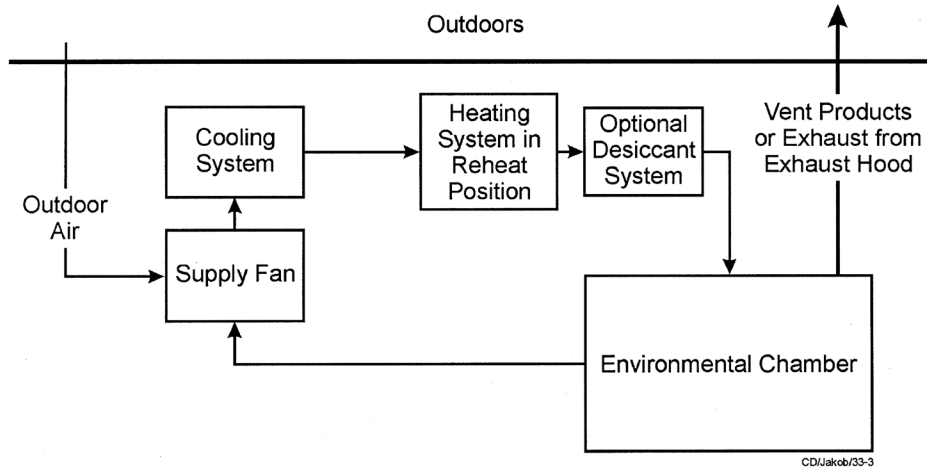 Outdoors
Outdoor
Air
Supply Fan
Cooling
System
Heating
System in
Reheat
Position
Optional
Desiccant
System
Vent Products
or Exhaust from
Exhaust Hood
Environmental Chamber
CD/Jakob/33-3